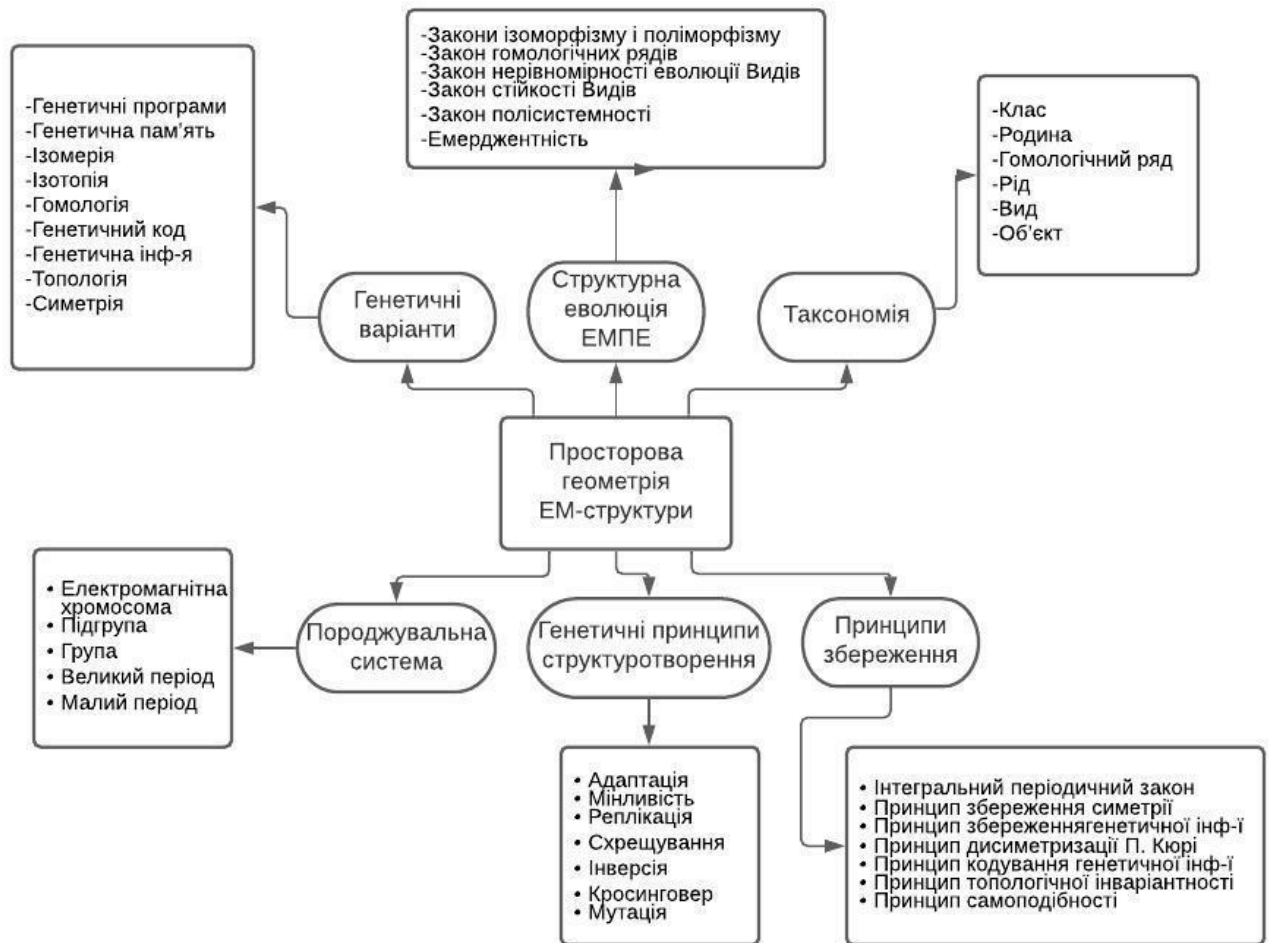 -Закони ізоморфізму і поліморфізму
-Закон гомологічних рядів
-Закон нерівномірності еволюції Видів
-Закон стійкості Видів
-Закон полісистемності
-Емерджентність
-Генетичні програми
-Генетична пам'ять
-Ізомерія
-Ізотопія
-Гомологія
-Генетичний код
-Генетична інф-я
-Топологія
-Симетрія
-Клас
-Родина
-Гомологічний ряд
-Рід
-Вид
-Об'єкт
Генетичні
варіанти
Структурна
еволюція
ЕМПЕ
Таксономія
Просторова
геометрія
ЕМ-структури
• Електромагнітна
хромосома
• Підгрупа
• Група
• Великий період
• Малий період
Породжувальна
система
Генетичні принципи
структуротворення
Принципи
збереження
• Адаптація
• Мінливість
• Реплікація
• Схрещування
• Інверсія
• Кросинговер
• Мутація
• Інтегральний періодичний закон
• Принцип збереження симетрії
• Принцип збереженнягенетичної інф-ї
• Принцип дисиметризації П. Кюрі
• Принцип кодування генетичної інф-ї
• Принцип топологічної інваріантності
• Принцип самоподібності